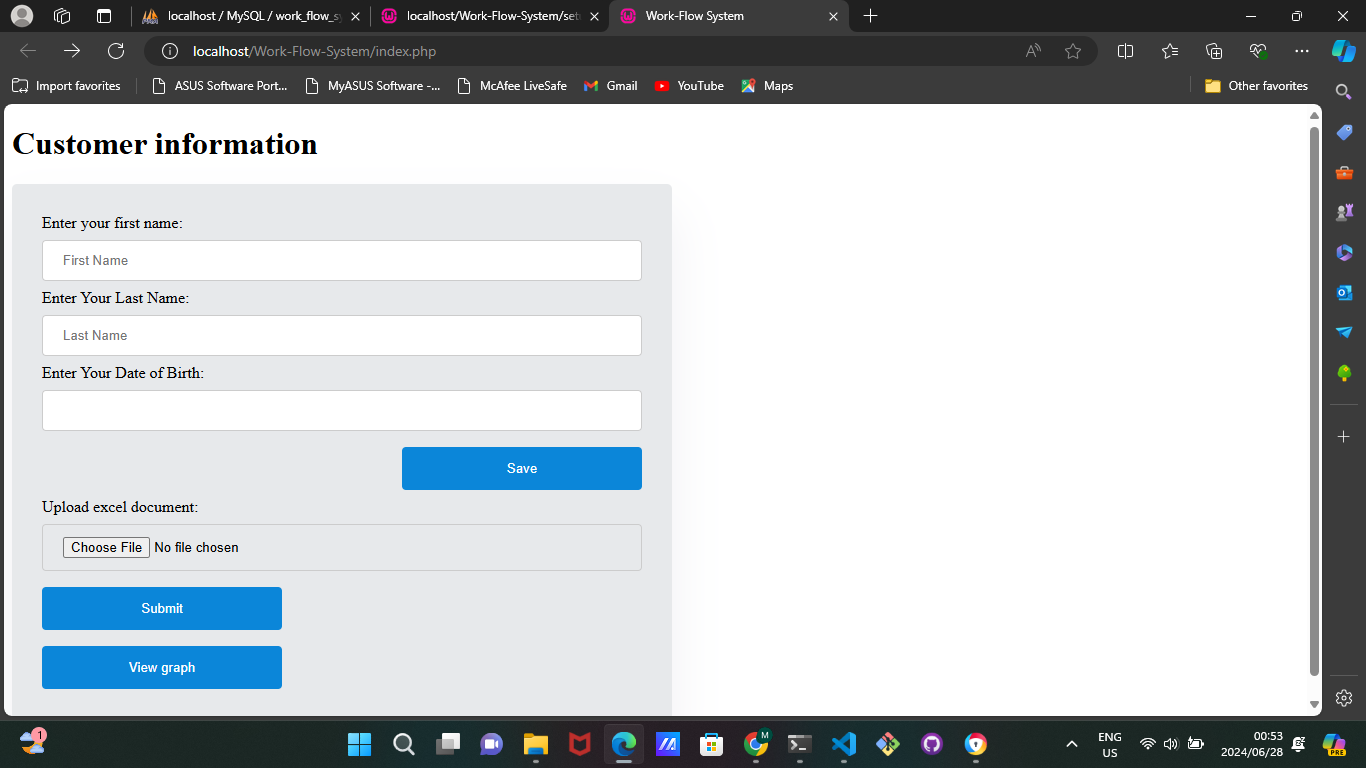 localhost / MySQL / work_flow_sy
localhost/Work-Flow-System/set
Work-Flow System
localhost/Work-Flow-System/index.php
Import favorites
ASUS Software Port...
MyASUS Software -...
McAfee LiveSafe
Gmail
YouTube
Maps
Other favorites
Customer information
Enter your first name:
First Name
Enter Your Last Name:
Last Name
Enter Your Date of Birth:
Save
Upload excel document:
Choose File No file chosen
Submit
View graph
1
M
PRE
ENG
US
00:53
2024/06/28